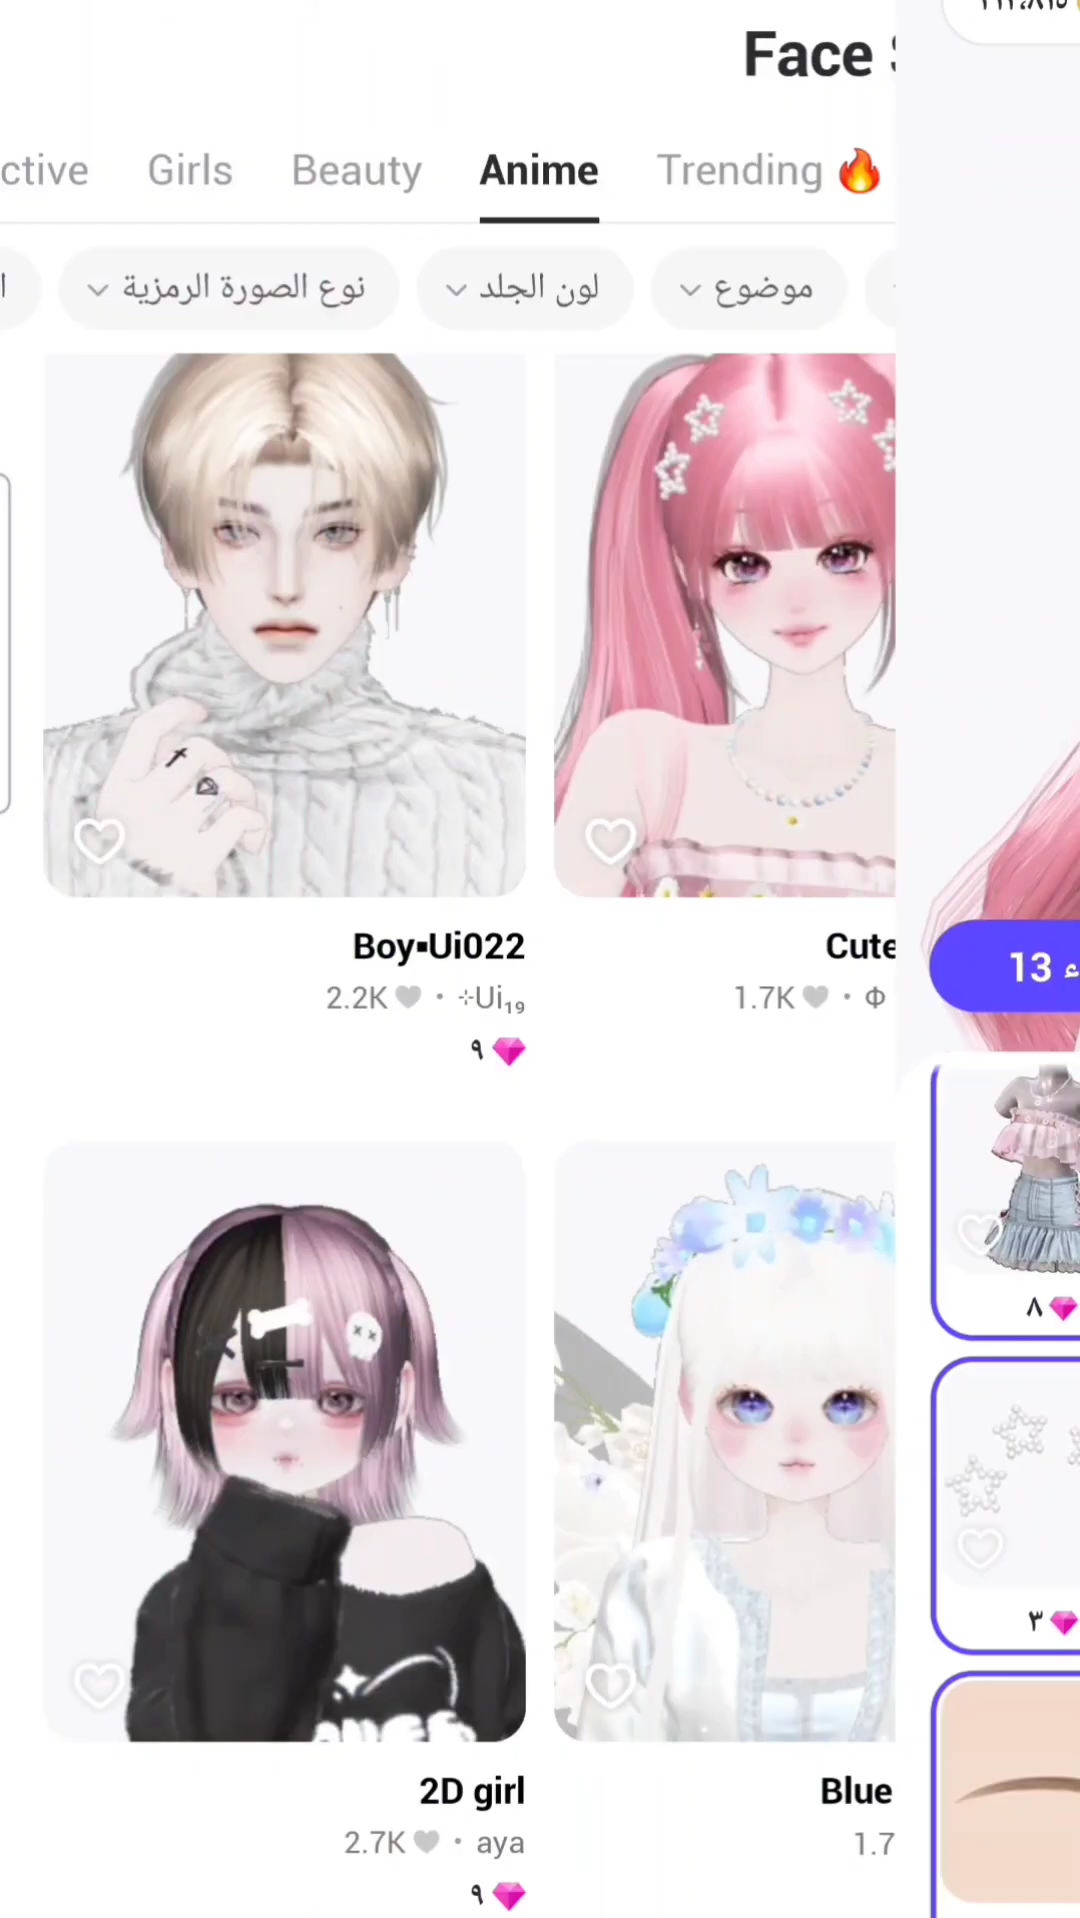 Face
ctive Girls Beauty Anime Trending 🔥
نوع الصورة الرمزية
لون الجلد
موضوع
Boy▪Ui022
2.2K · ⊹Ui₁₉
٩
Cute
1.7K · Φ
13
٨
٣
2D girl
2.7K · aya
٩
Blue
1.7